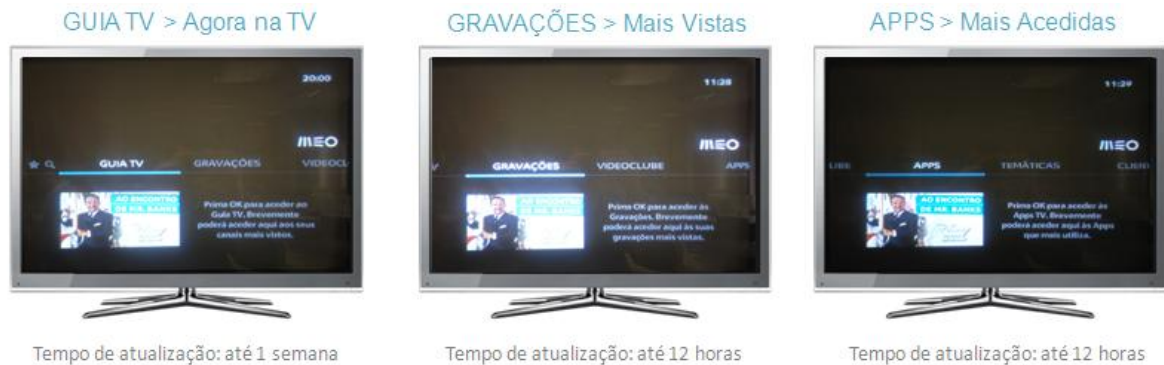 GUIA TV > Agora na TV
20:00
MEO
GUIA TV GRAVAÇÕES VIDEOCL
AO ENCONTRO
DE MR. BANKS
Prima OK para aceder ao
Guia TV. Brevemente
poderá aceder aqui aos seus
canais mais vistos.
Tempo de atualização: até 1 semana
GRAVAÇÕES > Mais Vistas
11:28
MEO
GRAVAÇÕES VIDEOCLUBE APPS
AO ENCONTRO
DE MR. BANKS
Prima OK para aceder às
Gravações. Brevemente
poderá aceder aqui às suas
gravações mais vistas.
Tempo de atualização: até 12 horas
APPS > Mais Acedidas
11:29
MEO
UBE APPS TEMÁTICAS
AO ENCONTRO
DE MR. BANKS
Prima OK para aceder às
Apps TV. Brevemente
poderá aceder aqui às Apps
que mais utiliza.
Tempo de atualização: até 12 horas